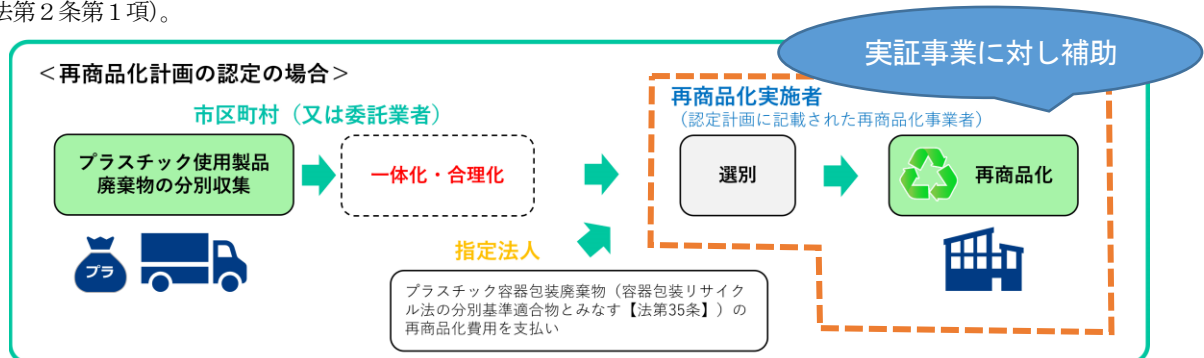 法第２条第１項)。
実証事業に対し補助
＜再商品化計画の認定の場合＞
市区町村（又は委託業者）
再商品化実施者
（認定計画に記載された再商品化事業者）
プラスチック使用製品
廃棄物の分別収集
一体化・合理化
選別
再商品化
プラ
指定法人
プラスチック容器包装廃棄物（容器包装リサイク
ル法の分別基準適合物とみなす【法第35条】）の
再商品化費用を支払い